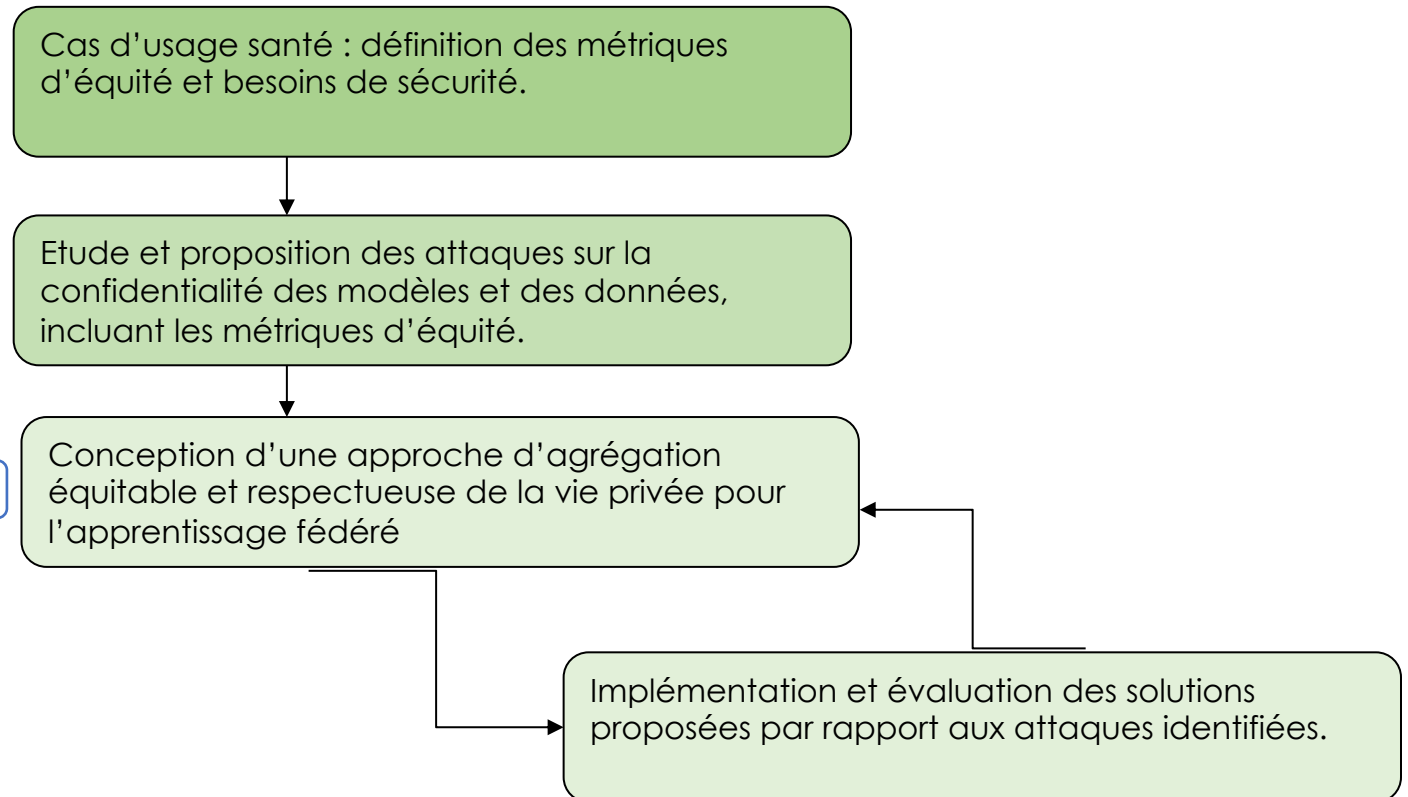 Cas d’usage santé : définition des métriques
d’équité et besoins de sécurité.
Etude et proposition des attaques sur la
confidentialité des modèles et des données,
incluant les métriques d’équité.
Conception d’une approche d’agrégation
équitable et respectueuse de la vie privée pour
l’apprentissage fédéré
Implémentation et évaluation des solutions
proposées par rapport aux attaques identifiées.